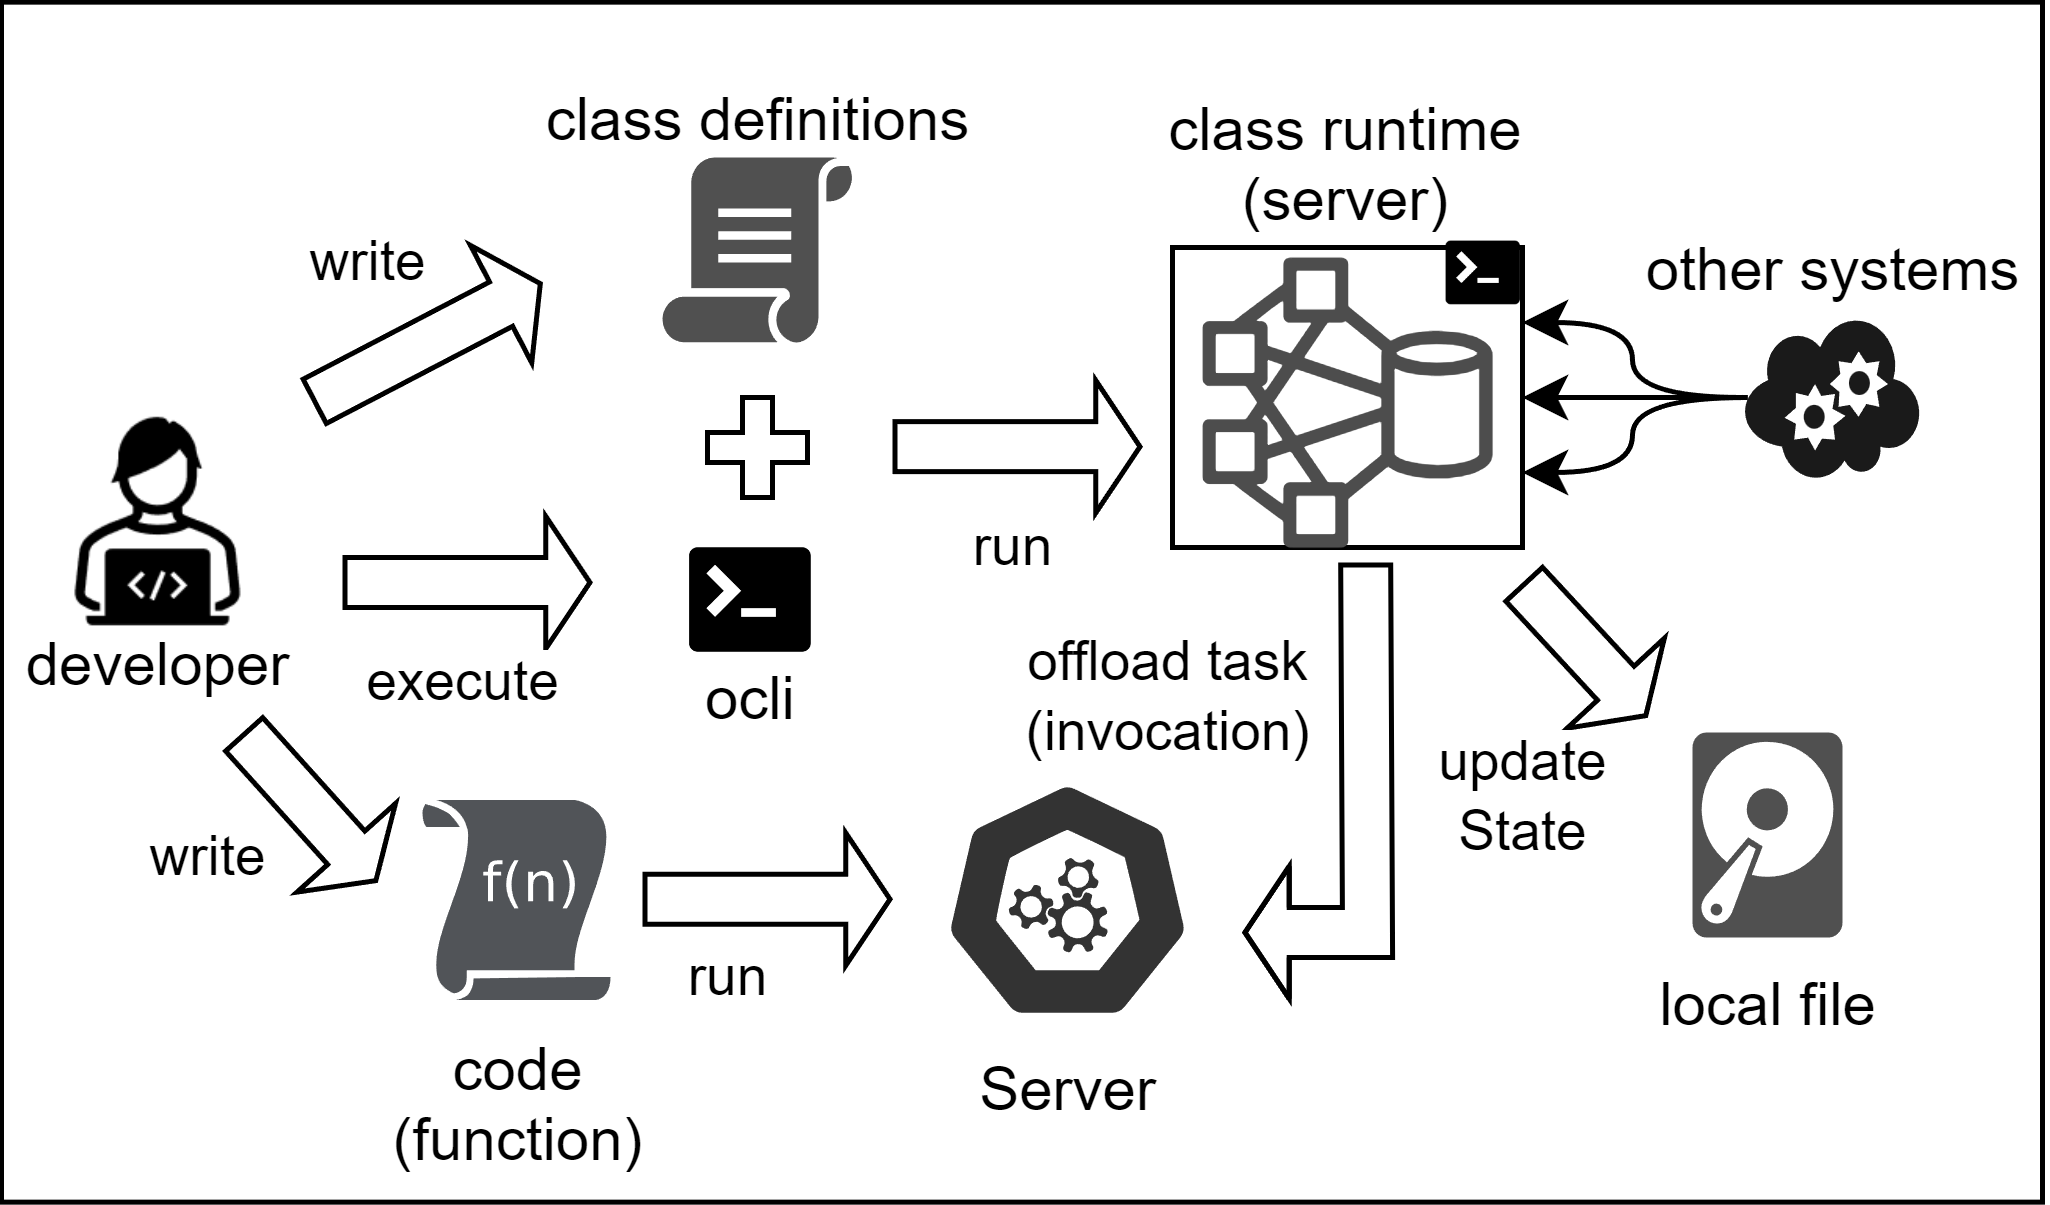 class definitions
class runtime
(server)
write
other systems
>_
run
</>
>_
developer
execute
ocli
offload task
(invocation)
update
State
write
f(n)
run
local file
code
(function)
Server